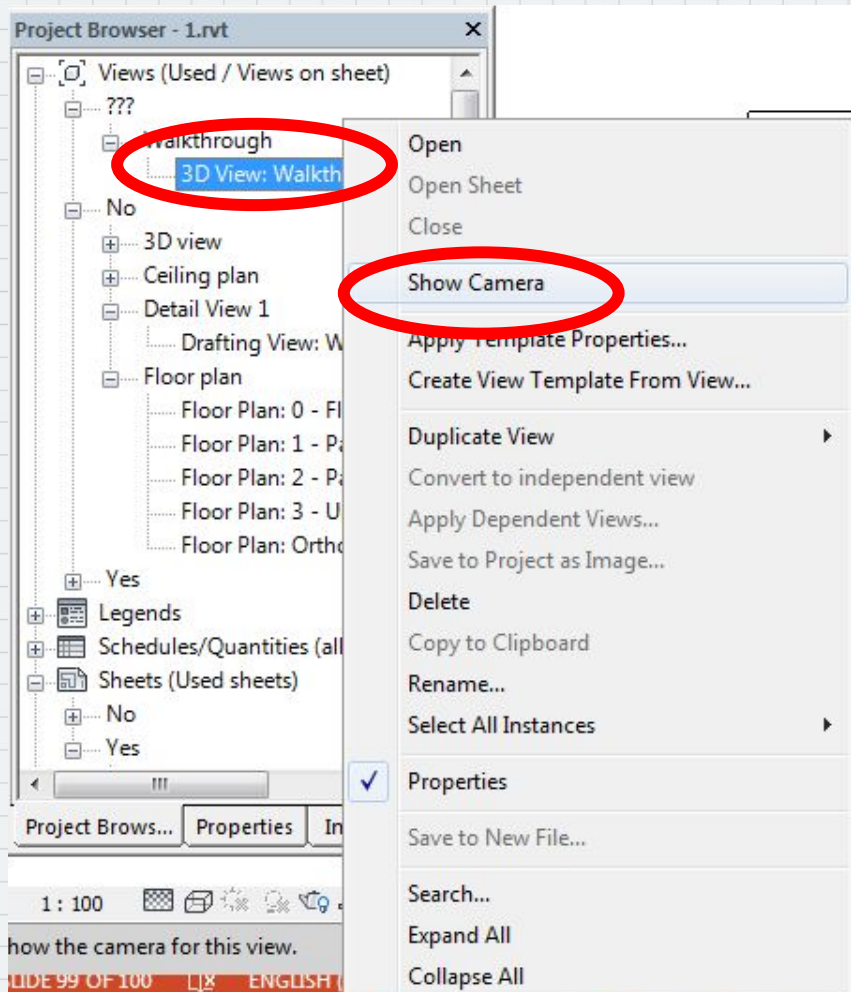 Project Browser - 1.rvt
Views (Used / Views on sheet)
???
Walkthrough
3D View: Walkth
No
3D view
Ceiling plan
Detail View 1
Drafting View: W
Floor plan
Floor Plan: 0 - Fl
Floor Plan: 1 - Pa
Floor Plan: 2 - Pa
Floor Plan: 3 - U
Floor Plan: Ortho
Yes
Legends
Schedules/Quantities (all
Sheets (Used sheets)
No
Yes
Project Brows... Properties In
1 : 100
how the camera for this view.
SLIDE 99 OF 100 ENGLISH (
Open
Open Sheet
Close
Show Camera
Apply Template Properties...
Create View Template From View...
Duplicate View
Convert to independent view
Apply Dependent Views...
Save to Project as Image...
Delete
Copy to Clipboard
Rename...
Select All Instances
Properties
Save to New File...
Search...
Expand All
Collapse All